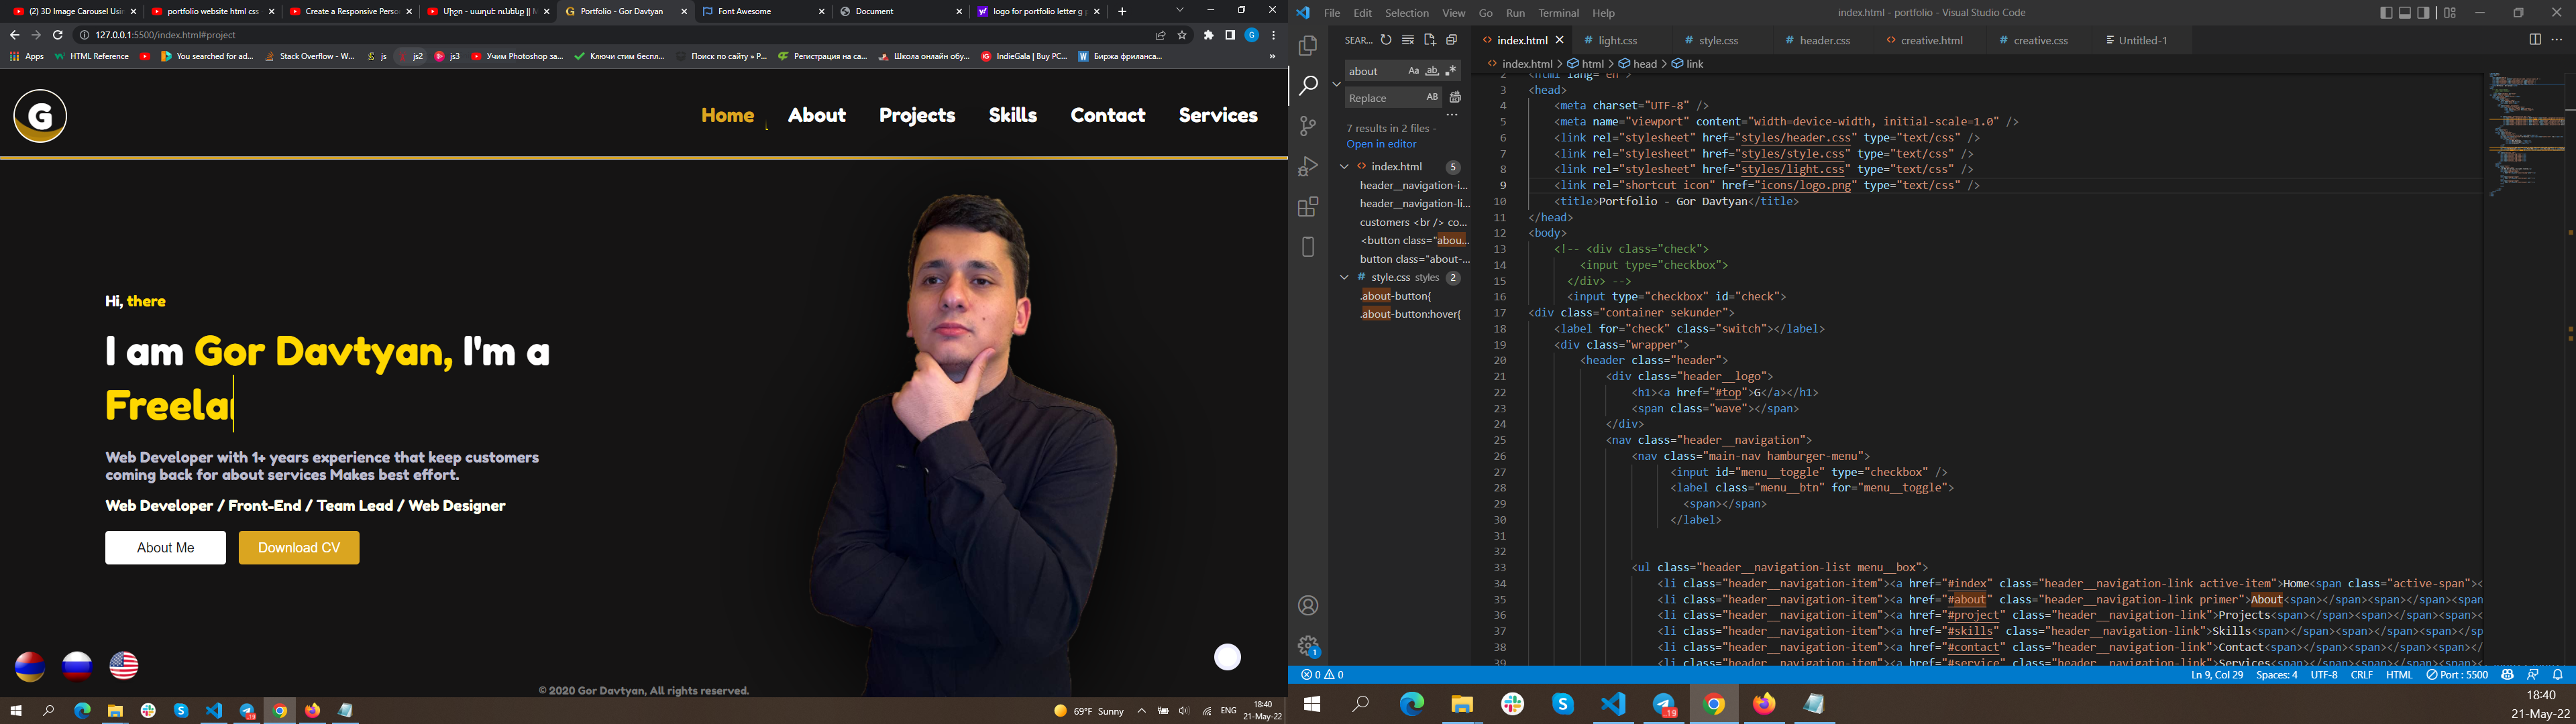 (2) 3D Image Carousel Usin
portfolio website html css
Create a Responsive Perso
Portfolio - Gor Davtyan
Font Awesome
Document
logo for portfolio letter g p
127.0.0.1:5500/index.html#project
Apps
HTML Reference
You searched for ad...
Stack Overflow - W...
js
js2
js3
Учим Photoshop за...
Ключи стим беспл...
Поиск по сайту » Р...
Регистрация на са...
Школа онлайн обу...
IndieGala | Buy PC...
Биржа фриланса...
»
G
Home
About
Projects
Skills
Contact
Services
Hi, there
I am Gor Davtyan, I'm a
Freela
Web Developer with 1+ years experience that keep customers
coming back for about services Makes best effort.
Web Developer / Front-End / Team Lead / Web Designer
About Me
Download CV
© 2020 Gor Davtyan, All rights reserved.
69°F Sunny
ENG
18:40
21-May-22
File Edit Selection View Go Run Terminal Help
index.html - portfolio - Visual Studio Code
SEAR...
about
Aa
ab
Replace
AB
7 results in 2 files -
Open in editor
index.html 5
header__navigation-i...
header__navigation-li...
customers <br /> co...
<button class="abou...
button class="about-...
style.css styles 2
.about-button{
.about-button:hover{
index.html
light.css
style.css
header.css
creative.html
creative.css
Untitled-1
index.html > html > head > link
2 <html lang="en">
3 <head>
4 <meta charset="UTF-8" />
5 <meta name="viewport" content="width=device-width, initial-scale=1.0" />
6 <link rel="stylesheet" href="styles/header.css" type="text/css" />
7 <link rel="stylesheet" href="styles/style.css" type="text/css" />
8 <link rel="stylesheet" href="styles/light.css" type="text/css" />
9 <link rel="shortcut icon" href="icons/logo.png" type="text/css" />
10 <title>Portfolio - Gor Davtyan</title>
11 </head>
12 <body>
13 <!-- <div class="check">
14 <input type="checkbox">
15 </div> -->
16 <input type="checkbox" id="check">
17 <div class="container sekunder">
18 <label for="check" class="switch"></label>
19 <div class="wrapper">
20 <header class="header">
21 <div class="header__logo">
22 <h1><a href="#top">G</a></h1>
23 <span class="wave"></span>
24 </div>
25 <nav class="header__navigation">
26 <nav class="main-nav hamburger-menu">
27 <input id="menu__toggle" type="checkbox" />
28 <label class="menu__btn" for="menu__toggle">
29 <span></span>
30 </label>
31
32
33 <ul class="header__navigation-list menu__box">
34 <li class="header__navigation-item"><a href="#index" class="header__navigation-link active-item">Home<span class="active-span"><
35 <li class="header__navigation-item"><a href="#about" class="header__navigation-link primer">About<span></span><span></span><span
36 <li class="header__navigation-item"><a href="#project" class="header__navigation-link">Projects<span></span><span></span><span><
37 <li class="header__navigation-item"><a href="#skills" class="header__navigation-link">Skills<span></span><span></span><span></sp
38 <li class="header__navigation-item"><a href="#contact" class="header__navigation-link">Contact<span></span><span></span><span></
39 <li class="header__navigation-item"><a href="#service" class="header__navigation-link">Services<span></span><span></span><span><
0 0
Ln 9, Col 29
Spaces: 4
UTF-8
CRLF
HTML
Port : 5500
18:40
21-May-22